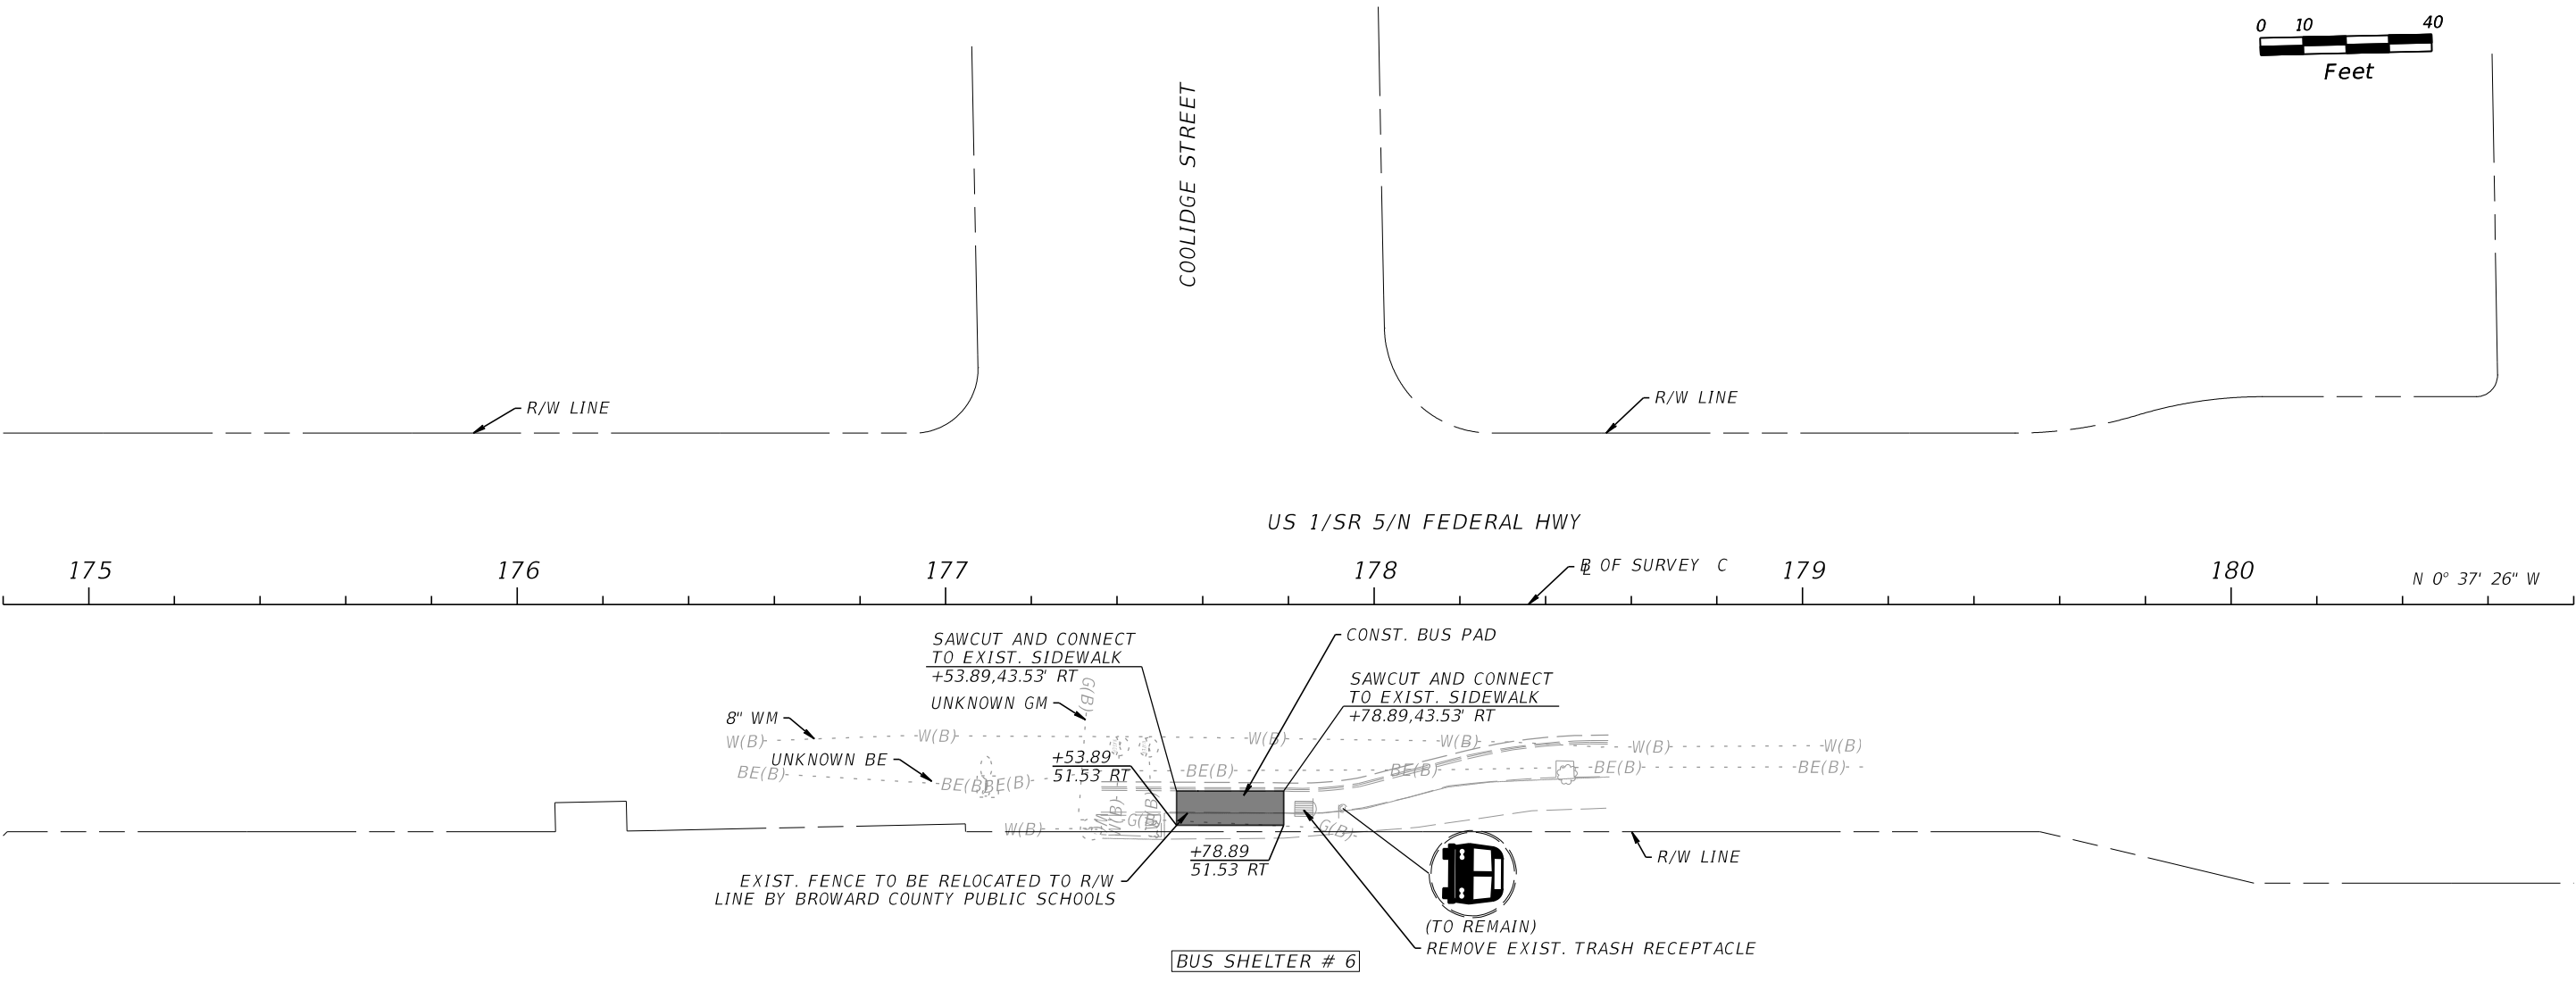 0 10 40
Feet
COOLIDGE STREET
R/W LINE
R/W LINE
US 1/SR 5/N FEDERAL HWY
175 176 177 178 179 180
BL OF SURVEY C
N 0° 37' 26" W
SAWCUT AND CONNECT
TO EXIST. SIDEWALK
+53.89,43.53' RT
CONST. BUS PAD
SAWCUT AND CONNECT
TO EXIST. SIDEWALK
+78.89,43.53' RT
UNKNOWN GM
G(B)
8" WM
W(B) W(B) W(B) W(B) W(B) W(B)
UNKNOWN BE
BE(B) BE(B) BE(B) BE(B) BE(B) BE(B) BE(B)
+53.89
51.53 RT
W(B) W(B)
W(B) G(B) G(B)
+78.89
51.53 RT
R/W LINE
EXIST. FENCE TO BE RELOCATED TO R/W
LINE BY BROWARD COUNTY PUBLIC SCHOOLS
(TO REMAIN)
REMOVE EXIST. TRASH RECEPTACLE
BUS SHELTER # 6